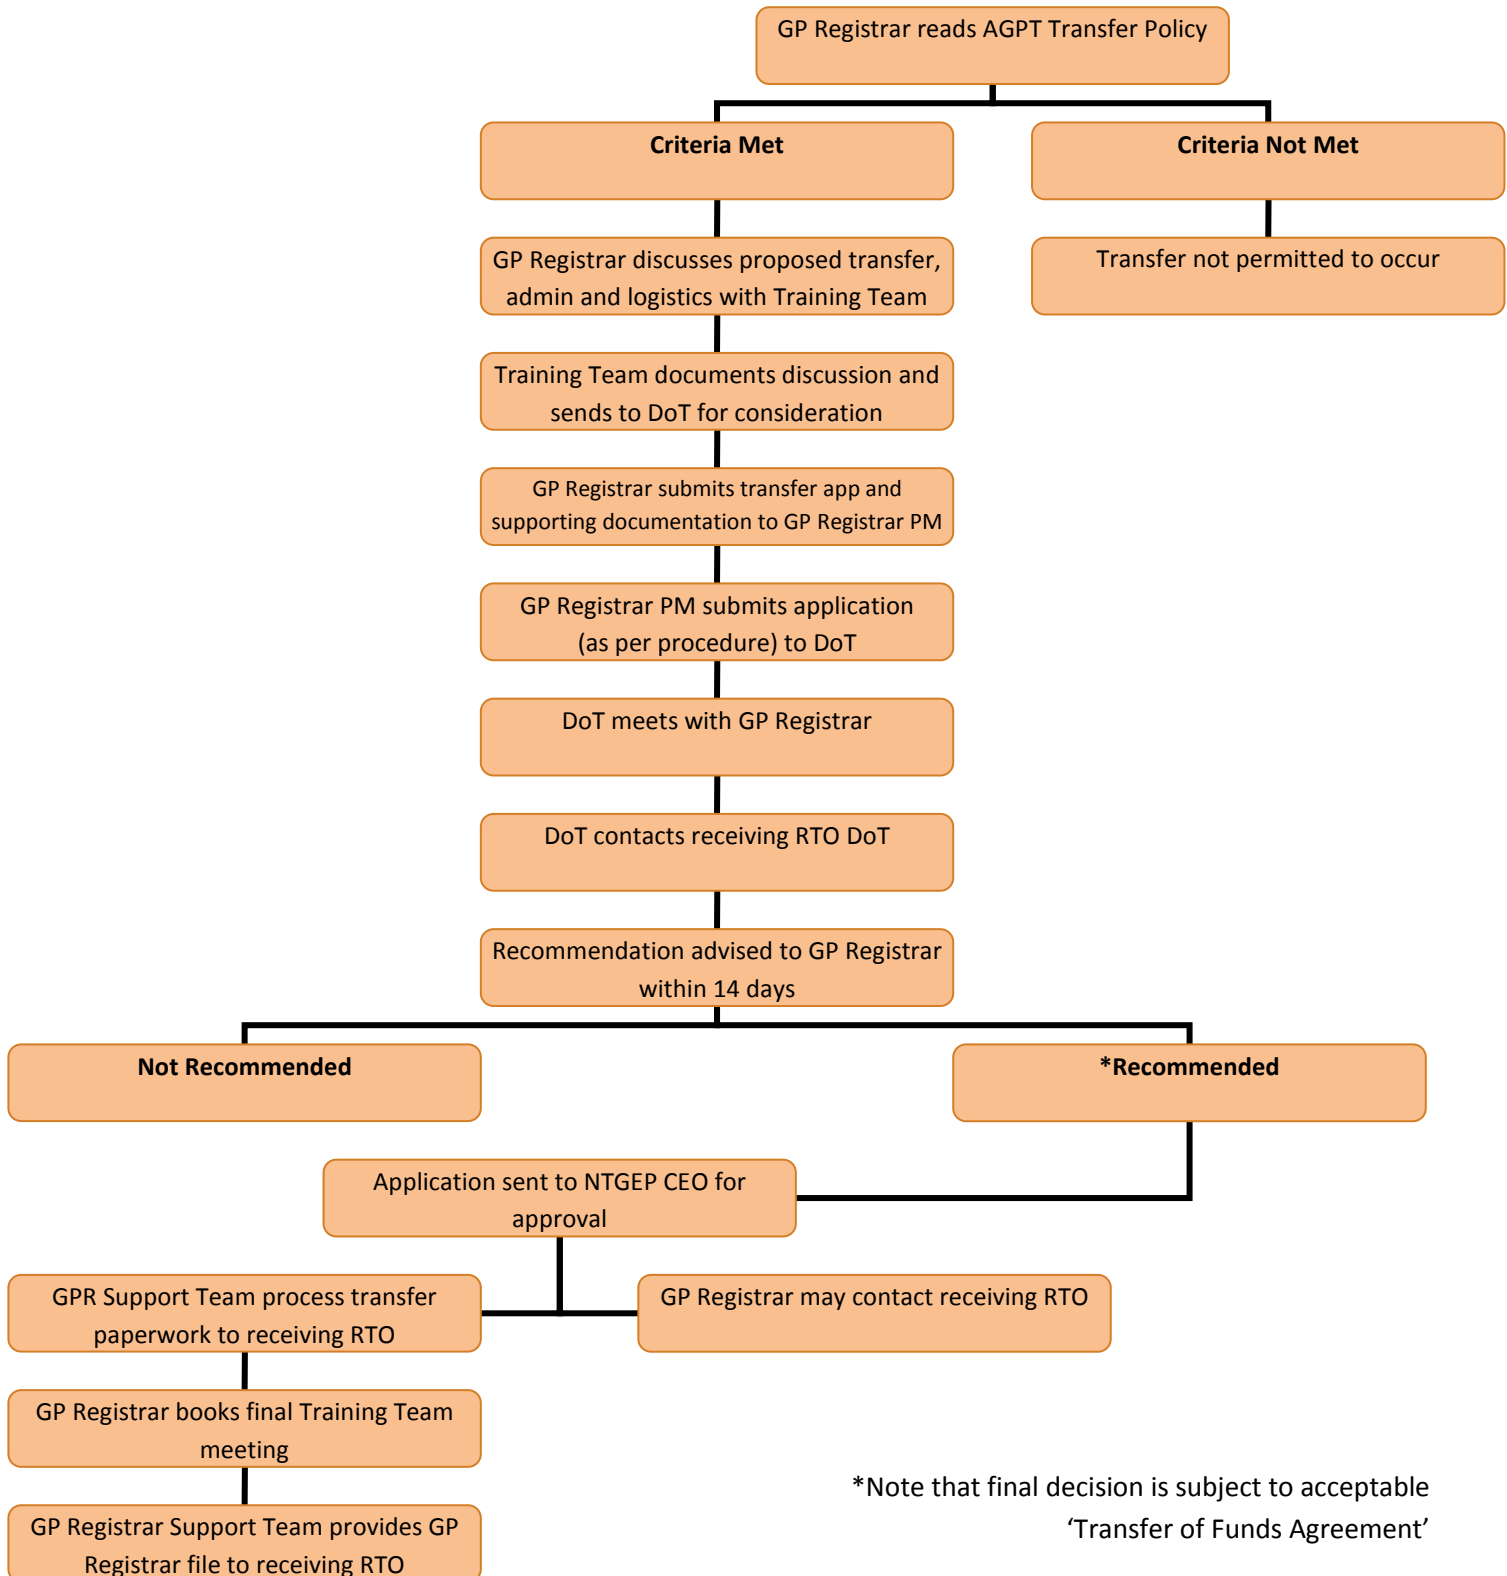 GP Registrar reads AGPT Transfer Policy
Criteria Met
Criteria Not Met
GP Registrar discusses proposed transfer,
admin and logistics with Training Team
Transfer not permitted to occur
Training Team documents discussion and
sends to DoT for consideration
GP Registrar submits transfer app and
supporting documentation to GP Registrar PM
GP Registrar PM submits application
(as per procedure) to DoT
DoT meets with GP Registrar
DoT contacts receiving RTO DoT
Recommendation advised to GP Registrar
within 14 days
Not Recommended
*Recommended
Application sent to NTGEP CEO for
approval
GPR Support Team process transfer
paperwork to receiving RTO
GP Registrar may contact receiving RTO
GP Registrar books final Training Team
meeting
GP Registrar Support Team provides GP
Registrar file to receiving RTO
*Note that final decision is subject to acceptable
‘Transfer of Funds Agreement’